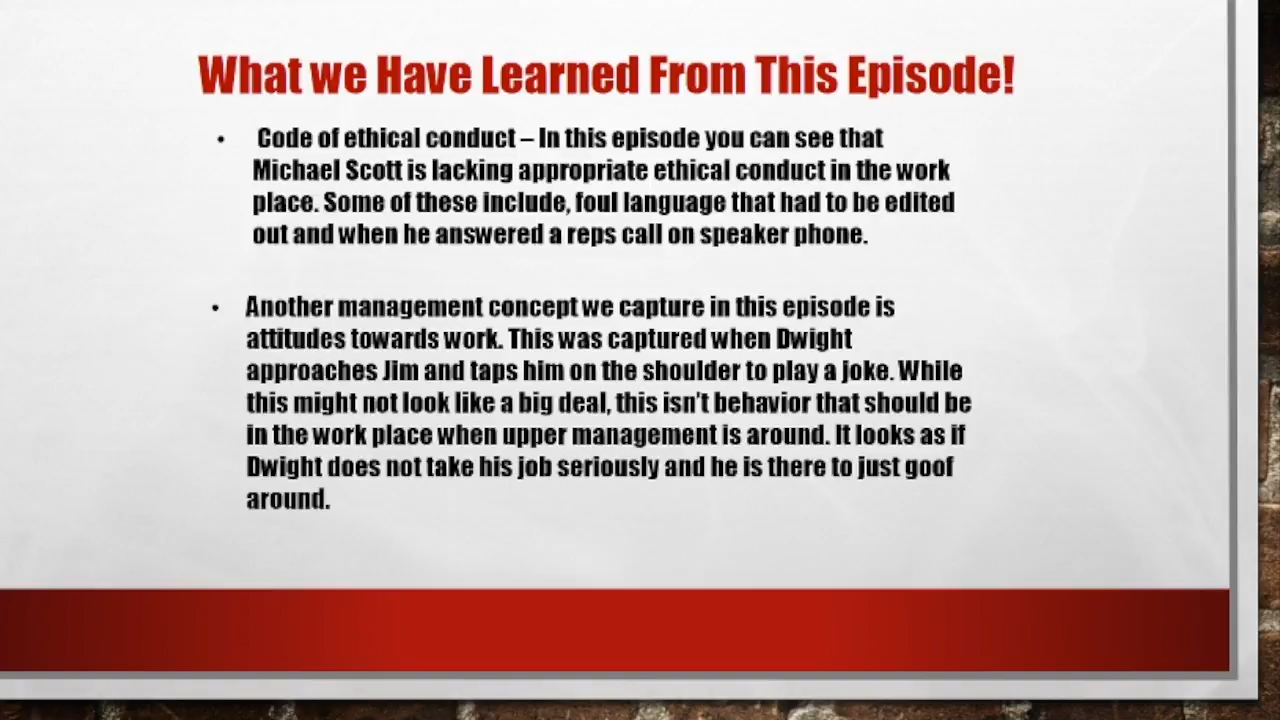 What we Have Learned From This Episode!
• Code of ethical conduct – In this episode you can see that
Michael Scott is lacking appropriate ethical conduct in the work
place. Some of these include, foul language that had to be edited
out and when he answered a reps call on speaker phone.
• Another management concept we capture in this episode is
attitudes towards work. This was captured when Dwight
approaches Jim and taps him on the shoulder to play a joke. While
this might not look like a big deal, this isn't behavior that should be
in the work place when upper management is around. It looks as if
Dwight does not take his job seriously and he is there to just goof
around.